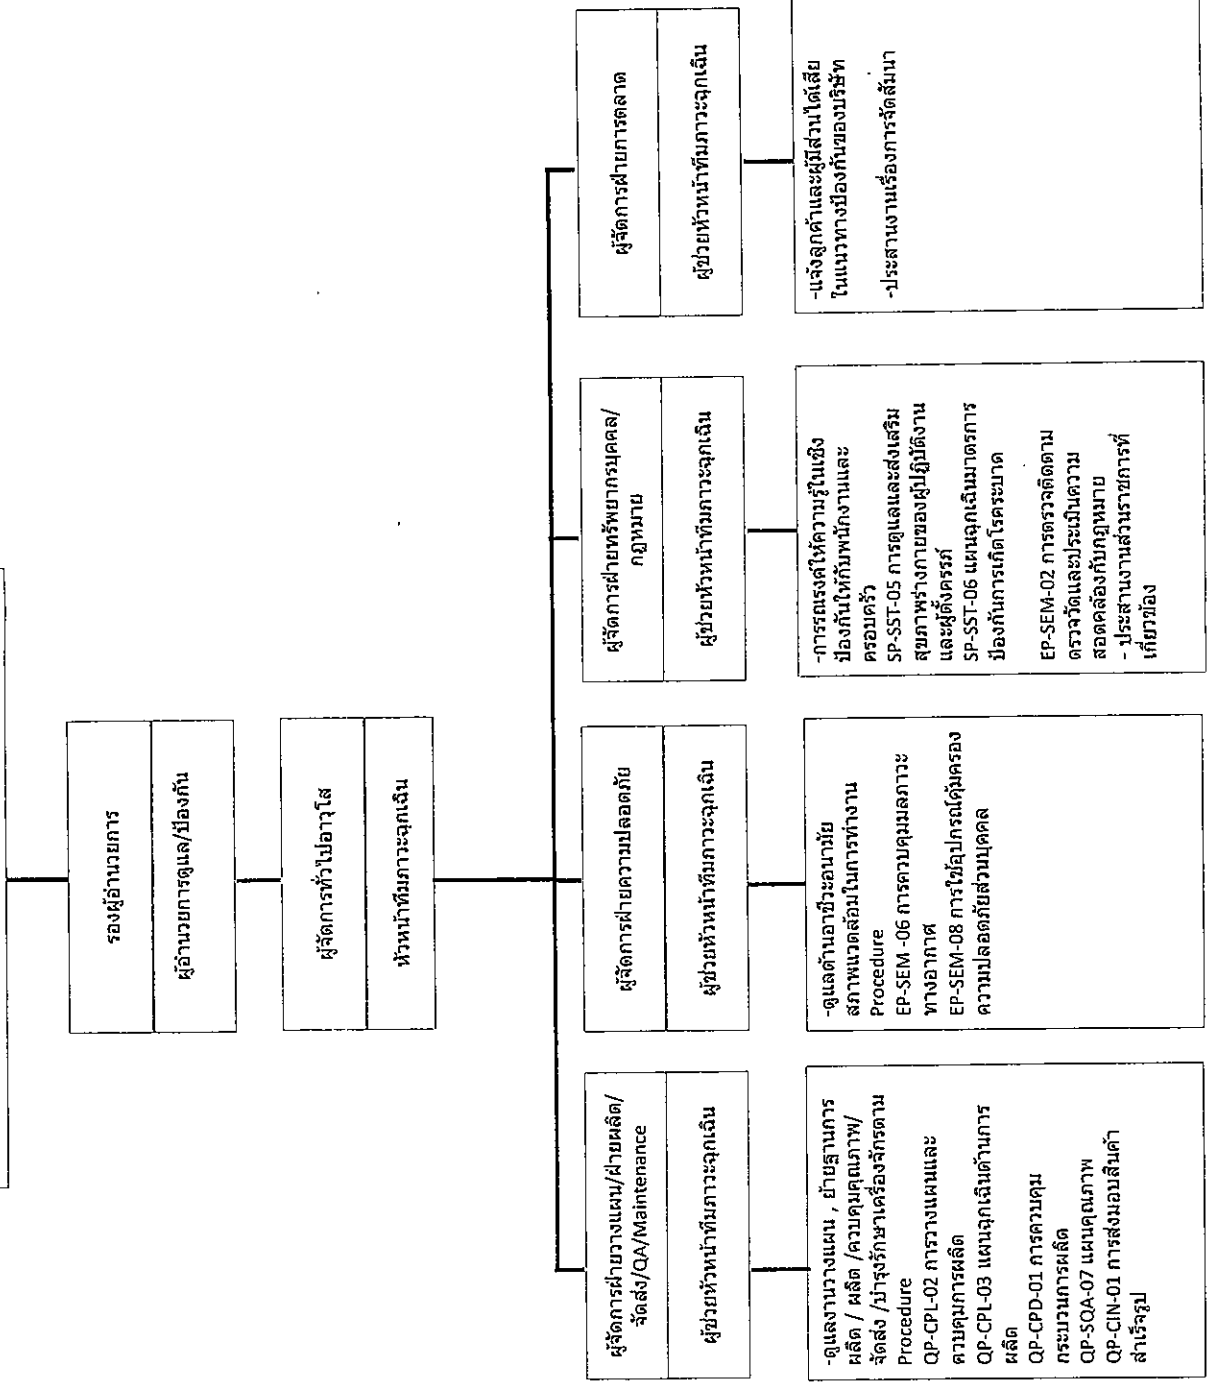 รองผู้อำนวยการ
ผู้อำนวยการดูแล/ป้องกัน
ผู้จัดการทั่วไปอาวุโส
หัวหน้าทีมภาวะฉุกเฉิน
ผู้จัดการฝ่ายวางแผน/ฝ่ายผลิต/
จัดส่ง/QA/Maintenance
ผู้ช่วยหัวหน้าทีมภาวะฉุกเฉิน
-ดูแลงานวางแผน , ย้ายฐานการ
ผลิต / ผลิต /ควบคุมคุณภาพ/
จัดส่ง /บำรุงรักษาเครื่องจักรตาม
Procedure
QP-CPL-02 การวางแผนและ
ควบคุมการผลิต
QP-CPL-03 แผนฉุกเฉินด้านการ
ผลิต
QP-CPD-01 การควบคุม
กระบวนการผลิต
QP-SQA-07 แผนคุณภาพ
QP-CIN-01 การส่งมอบสินค้า
สำเร็จรูป
ผู้จัดการฝ่ายความปลอดภัย
ผู้ช่วยหัวหน้าทีมภาวะฉุกเฉิน
-ดูแลด้านอาชีวะอนามัย
สภาพแวดล้อมในการทำงาน
Procedure
EP-SEM -06 การควบคุมมลภาวะ
ทางอากาศ
EP-SEM-08 การใช้อุปกรณ์คุ้มครอง
ความปลอดภัยส่วนบุคคล
ผู้จัดการฝ่ายทรัพยากรบุคคล/
กฎหมาย
ผู้ช่วยหัวหน้าทีมภาวะฉุกเฉิน
-การรณรงค์ให้ความรู้ในเชิง
ป้องกันให้กับพนักงานและ
ครอบครัว
SP-SST-05 การดูแลและส่งเสริม
สุขภาพร่างกายของผู้ปฏิบัติงาน
และผู้ตั้งครรภ์
SP-SST-06 แผนฉุกเฉินมาตรการ
ป้องกันการเกิดโรคระบาด
EP-SEM-02 การตรวจติดตาม
ตรวจวัดและประเมินความ
สอดคล้องกับกฎหมาย
- ประสานงานส่วนราชการที่
เกี่ยวข้อง
ผู้จัดการฝ่ายการตลาด
ผู้ช่วยหัวหน้าทีมภาวะฉุกเฉิน
-แจ้งลูกค้าและผู้มีส่วนได้เสีย
ในแนวทางป้องกันของบริษัท
-ประสานงานเรื่องการจัดสัมนา